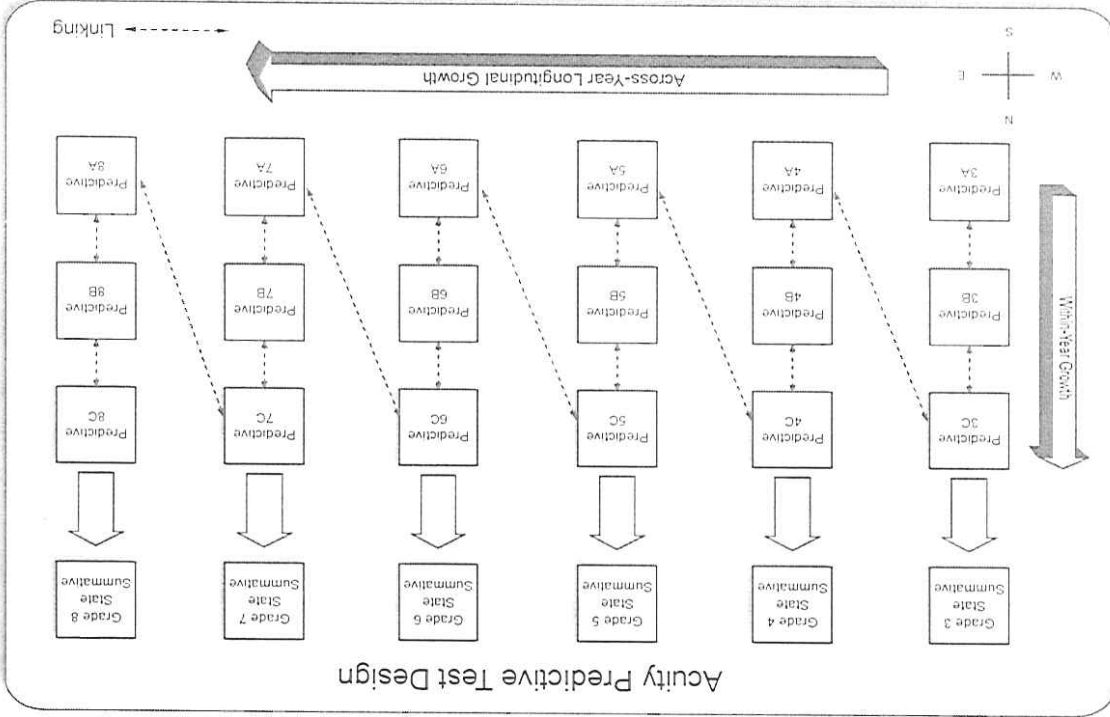 Acuity Predictive Test Design
Grade 3
State
Summative
Grade 4
State
Summative
Grade 5
State
Summative
Grade 6
State
Summative
Grade 7
State
Summative
Grade 8
State
Summative
Within-Year Growth
Predictive
3C
Predictive
4C
Predictive
5C
Predictive
6C
Predictive
7C
Predictive
8C
Predictive
3B
Predictive
4B
Predictive
5B
Predictive
6B
Predictive
7B
Predictive
8B
Predictive
3A
Predictive
4A
Predictive
5A
Predictive
6A
Predictive
7A
Predictive
8A
N
W E
S
Across-Year Longitudinal Growth
Linking